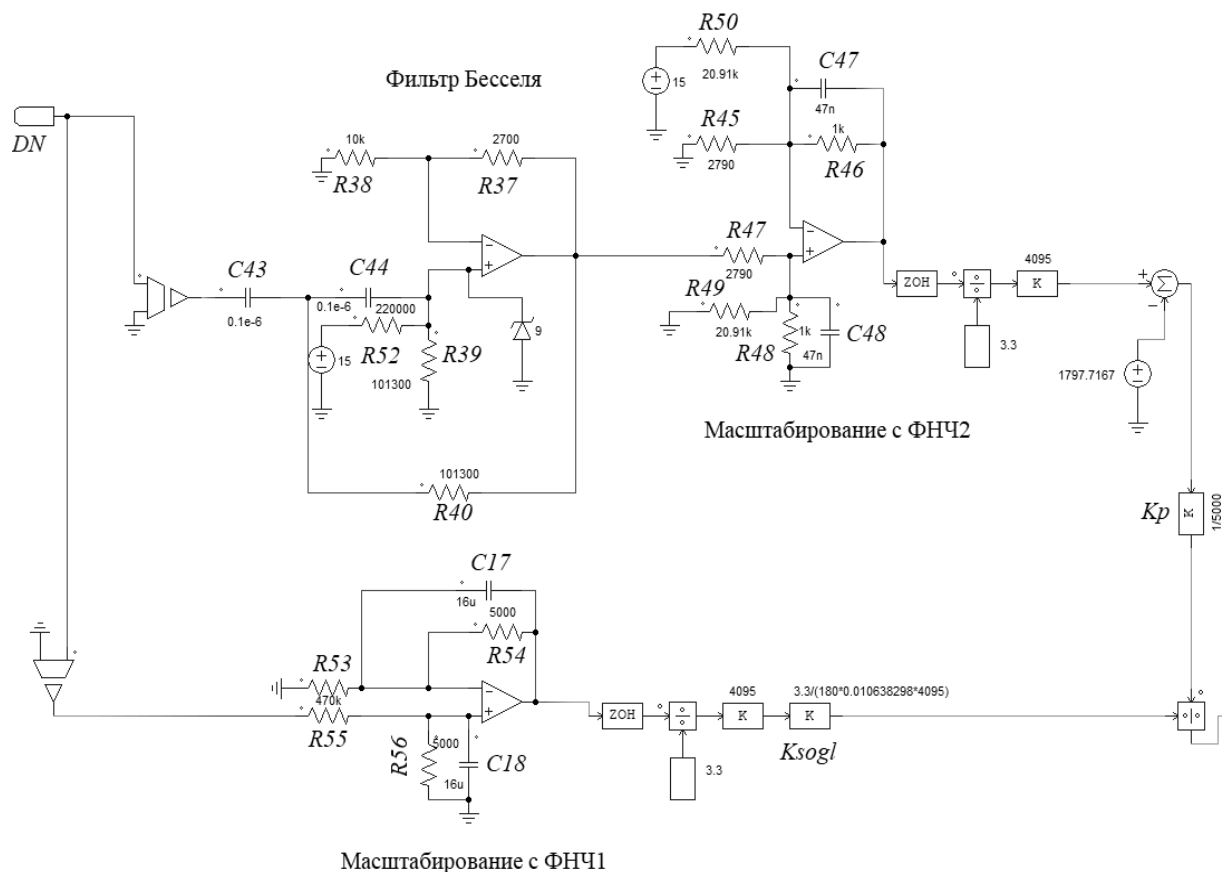 R50
20.91k
C47
47n
15
Фильтр Бесселя
R45
2790
1k
R46
DN
10k
R38
2700
R37
C43
0.1e-6
C44
0.1e-6
220000
R52
15
R39
101300
9
101300
R40
R47
2790
R49
20.91k
1k
R48
47n
C48
ZOH
÷
4095
K
3.3
+
Σ
−
1797.7167
Масштабирование с ФНЧ2
Kp
K
1/5000
C17
16u
5000
R54
R53
470k
R55
R56
5000
16u
C18
ZOH
÷
4095
K
3.3/(180*0.010638298*4095)
K
3.3
Ksogl
÷
Масштабирование с ФНЧ1